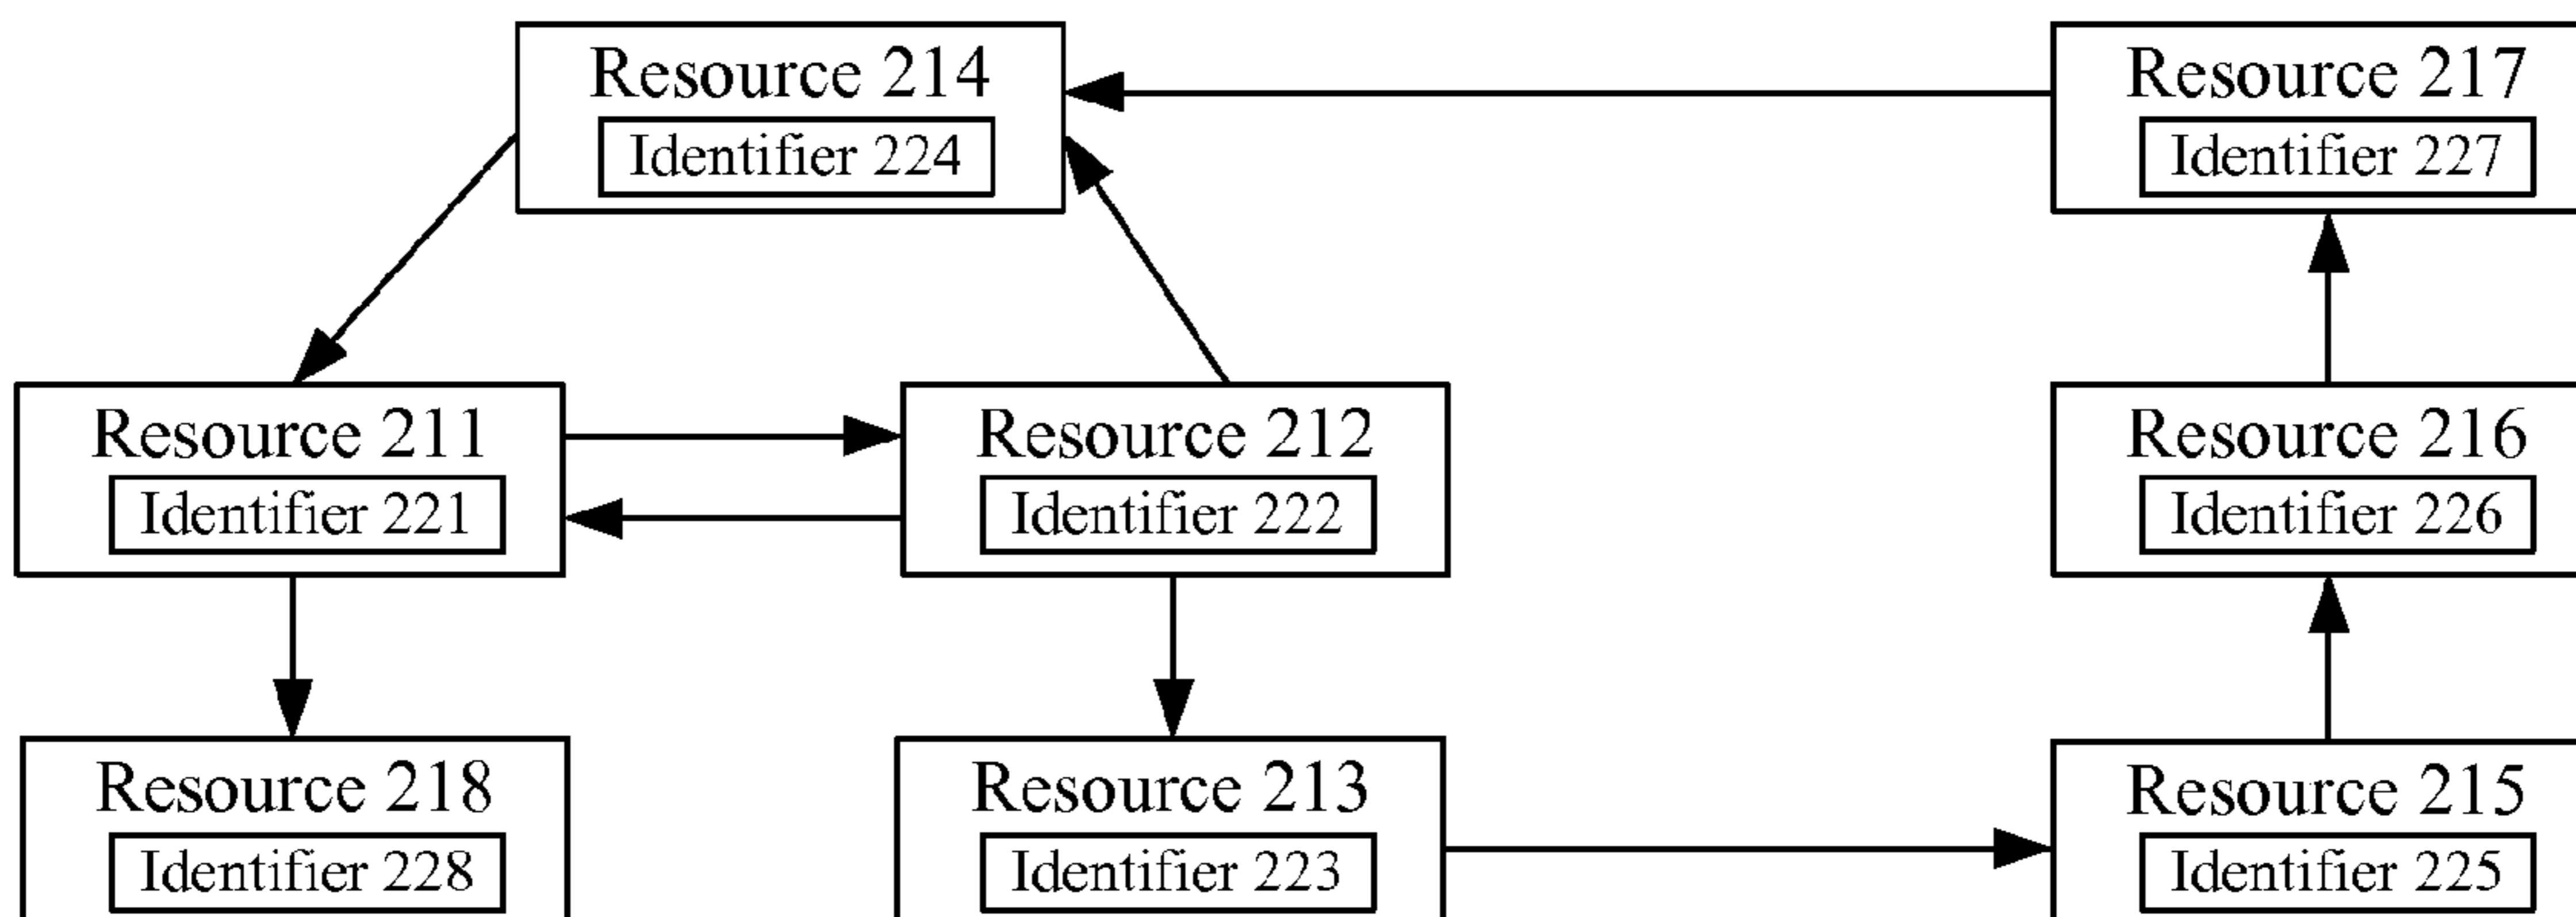 Resource 214
Identifier 224
Resource 217
Identifier 227
Resource 211
Identifier 221
Resource 212
Identifier 222
Resource 216
Identifier 226
Resource 218
Identifier 228
Resource 213
Identifier 223
Resource 215
Identifier 225